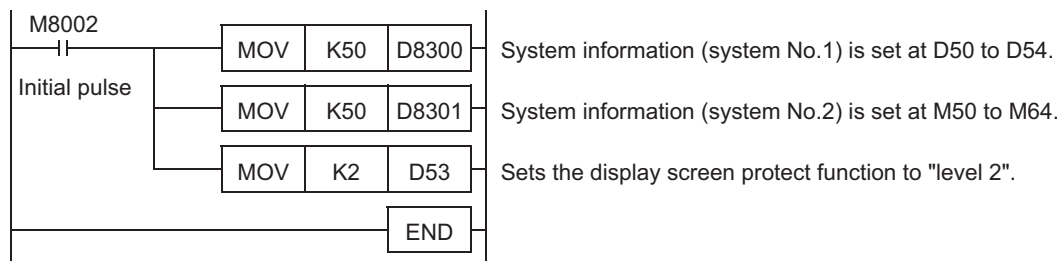 M8002
MOV K50 D8300 System information (system No.1) is set at D50 to D54.
Initial pulse
MOV K50 D8301 System information (system No.2) is set at M50 to M64.
MOV K2 D53 Sets the display screen protect function to "level 2".
END